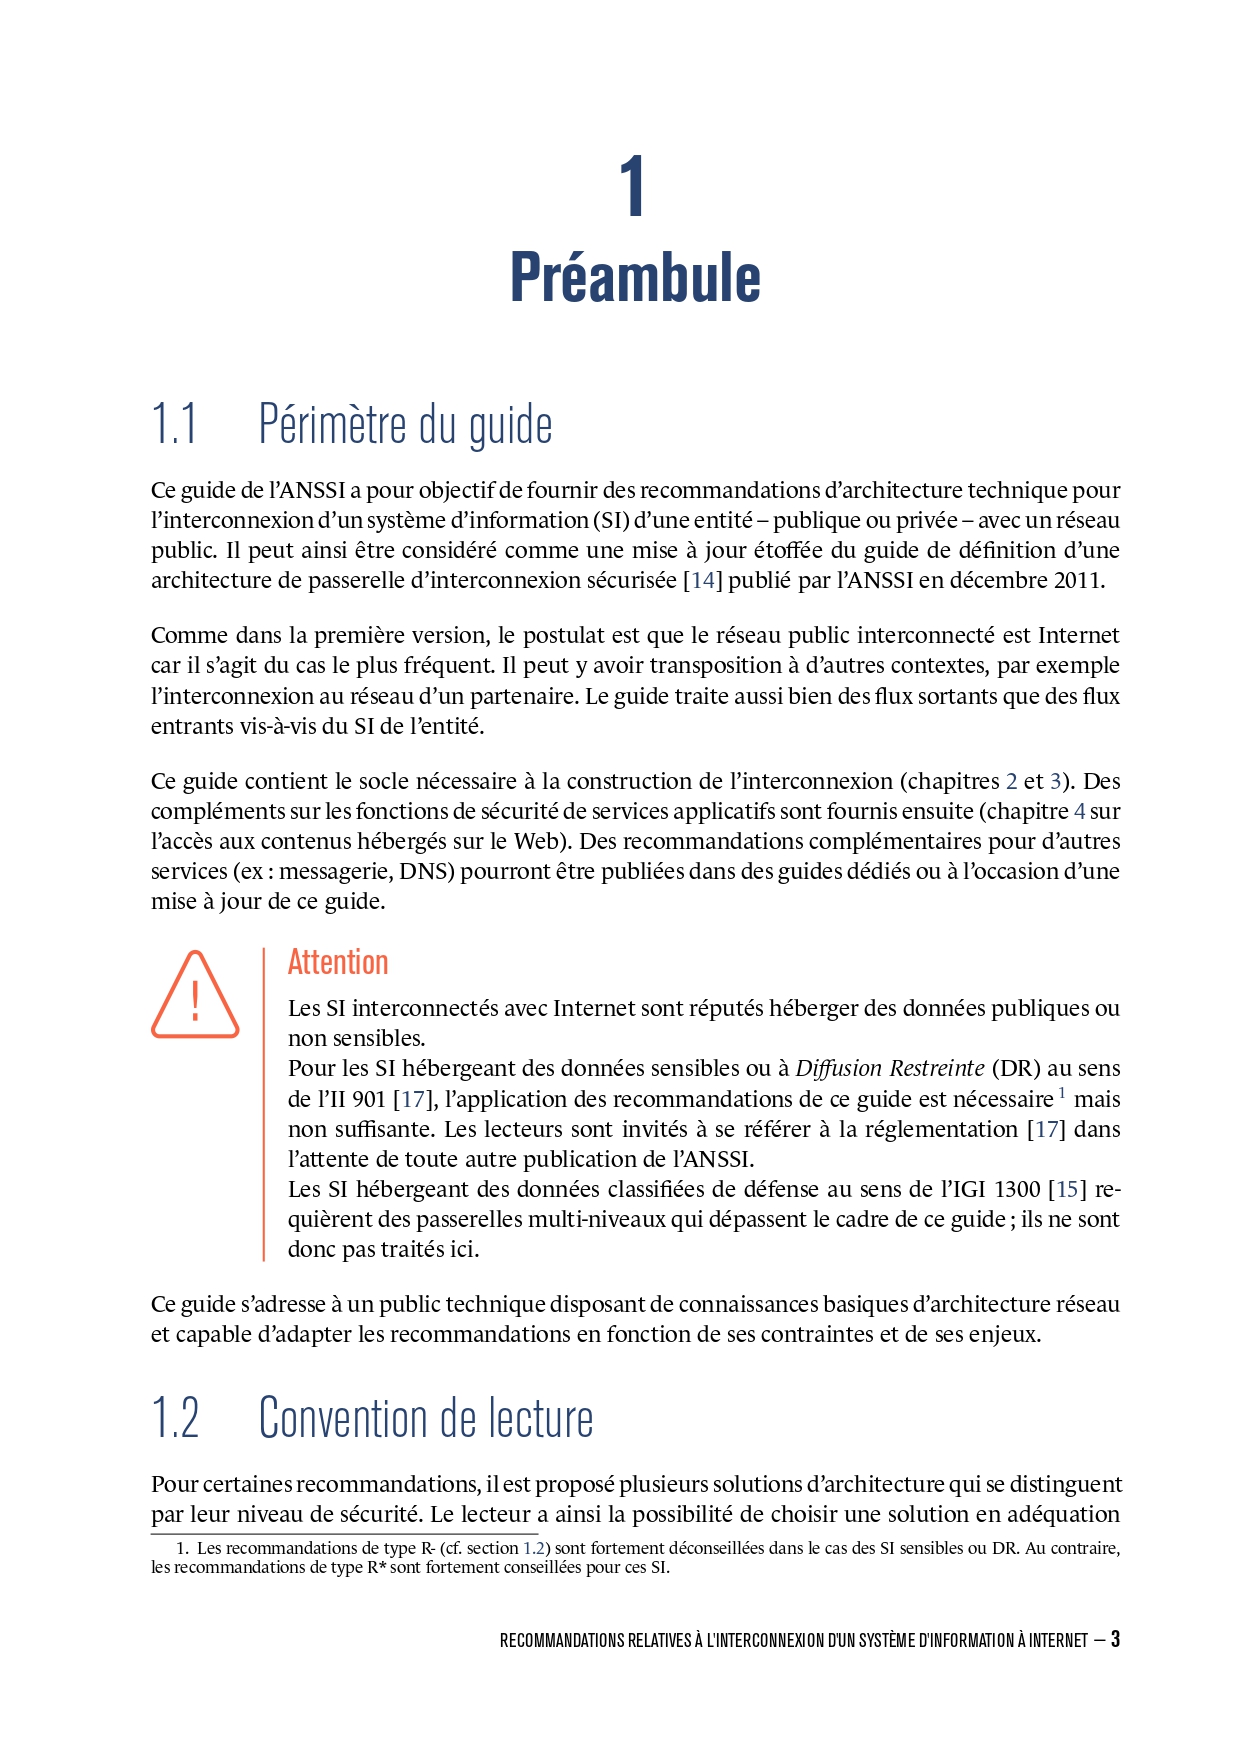 1
Préambule
1.1 Périmètre du guide
Ce guide de l’ANSSI a pour objectif de fournir des recommandations d’architecture technique pour
l’interconnexion d’un système d’information (SI) d’une entité – publique ou privée – avec un réseau
public. Il peut ainsi être considéré comme une mise à jour étoffée du guide de définition d’une
architecture de passerelle d’interconnexion sécurisée [14] publié par l’ANSSI en décembre 2011.
Comme dans la première version, le postulat est que le réseau public interconnecté est Internet
car il s’agit du cas le plus fréquent. Il peut y avoir transposition à d’autres contextes, par exemple
l’interconnexion au réseau d’un partenaire. Le guide traite aussi bien des flux sortants que des flux
entrants vis-à-vis du SI de l’entité.
Ce guide contient le socle nécessaire à la construction de l’interconnexion (chapitres 2 et 3). Des
compléments sur les fonctions de sécurité de services applicatifs sont fournis ensuite (chapitre 4 sur
l’accès aux contenus hébergés sur le Web). Des recommandations complémentaires pour d’autres
services (ex : messagerie, DNS) pourront être publiées dans des guides dédiés ou à l’occasion d’une
mise à jour de ce guide.
Attention
Les SI interconnectés avec Internet sont réputés héberger des données publiques ou
non sensibles.
Pour les SI hébergeant des données sensibles ou à Diffusion Restreinte (DR) au sens
de l’II 901 [17], l’application des recommandations de ce guide est nécessaire 1 mais
non suffisante. Les lecteurs sont invités à se référer à la réglementation [17] dans
l’attente de toute autre publication de l’ANSSI.
Les SI hébergeant des données classifiées de défense au sens de l’IGI 1300 [15] re-
quièrent des passerelles multi-niveaux qui dépassent le cadre de ce guide ; ils ne sont
donc pas traités ici.
Ce guide s’adresse à un public technique disposant de connaissances basiques d’architecture réseau
et capable d’adapter les recommandations en fonction de ses contraintes et de ses enjeux.
1.2 Convention de lecture
Pour certaines recommandations, il est proposé plusieurs solutions d’architecture qui se distinguent
par leur niveau de sécurité. Le lecteur a ainsi la possibilité de choisir une solution en adéquation
1. Les recommandations de type R- (cf. section 1.2) sont fortement déconseillées dans le cas des SI sensibles ou DR. Au contraire,
les recommandations de type R* sont fortement conseillées pour ces SI.
RECOMMANDATIONS RELATIVES À L'INTERCONNEXION D'UN SYSTÈME D'INFORMATION À INTERNET – 3